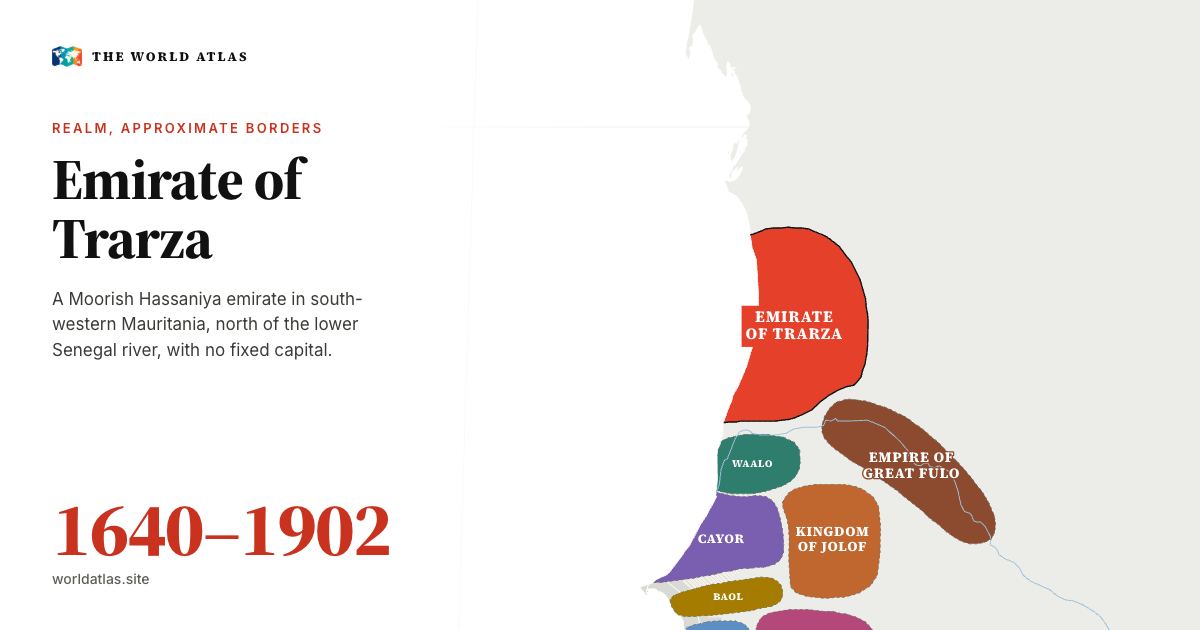 THE WORLD ATLAS
REALM, APPROXIMATE BORDERS
Emirate of
Trarza
A Moorish Hassaniya emirate in south-
western Mauritania, north of the lower
Senegal river, with no fixed capital.
1640–1902
worldatlas.site
EMIRATE
OF TRARZA
WAALO
EMPIRE OF
GREAT FULO
CAYOR
KINGDOM
OF JOLOF
BAOL